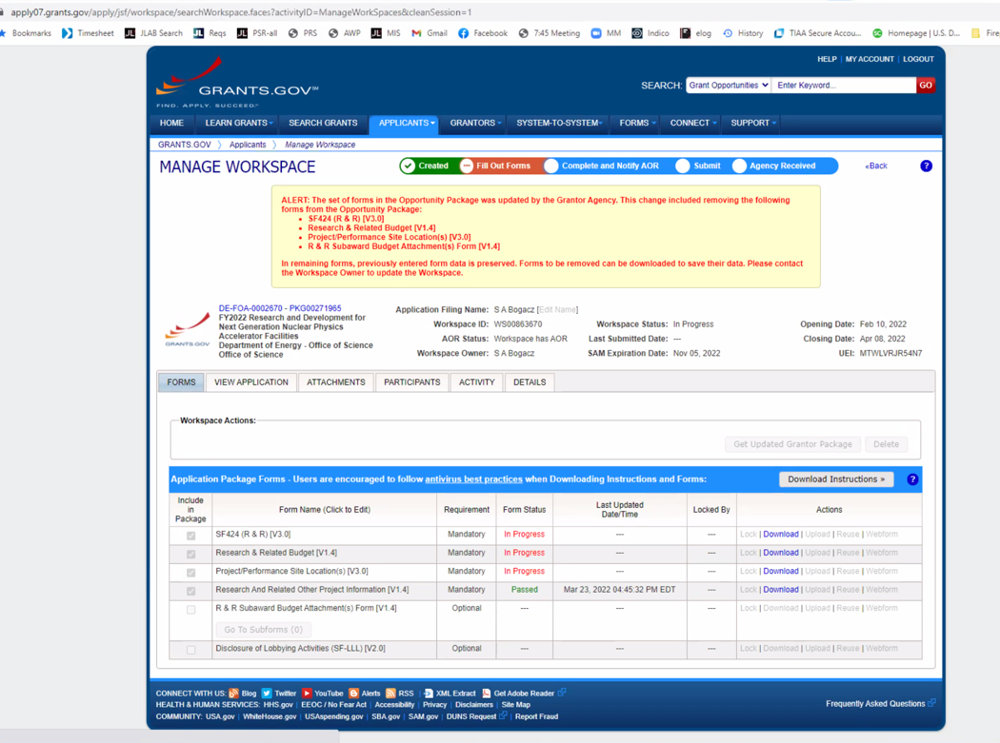 apply07.grants.gov/apply/jsf/workspace/searchWorkspace.faces?activityID=ManageWorkSpaces&cleanSession=1
Bookmarks Timesheet JLAB Search Reqs PSR-all PRS AWP MIS Gmail Facebook 7:45 Meeting MM Indico elog History TIAA Secure Accou... Homepage | U.S. D... Fire
HELP | MY ACCOUNT | LOGOUT
GRANTS.GOV℠
FIND. APPLY. SUCCEED.℠
SEARCH: Grant Opportunities Enter Keyword... GO
HOME LEARN GRANTS SEARCH GRANTS APPLICANTS GRANTORS SYSTEM-TO-SYSTEM FORMS CONNECT SUPPORT
GRANTS.GOV 〉 Applicants 〉 Manage Workspace
MANAGE WORKSPACE Created Fill Out Forms Complete and Notify AOR Submit Agency Received «Back ?
ALERT: The set of forms in the Opportunity Package was updated by the Grantor Agency. This change included removing the following
forms from the Opportunity Package:
• SF424 (R & R) [V3.0]
• Research & Related Budget [V1.4]
• Project/Performance Site Location(s) [V3.0]
• R & R Subaward Budget Attachment(s) Form [V1.4]
In remaining forms, previously entered form data is preserved. Forms to be removed can be downloaded to save their data. Please contact
the Workspace Owner to update the Workspace.
GRANTS.GOV
DE-FOA-0002670 - PKG00271965
FY2022 Research and Development for
Next Generation Nuclear Physics
Accelerator Facilities
Department of Energy - Office of Science
Office of Science
Application Filing Name: S A Bogacz [Edit Name]
Workspace ID: WS00863670 Workspace Status: In Progress Opening Date: Feb 10, 2022
AOR Status: Workspace has AOR Last Submitted Date: --- Closing Date: Apr 08, 2022
Workspace Owner: S A Bogacz SAM Expiration Date: Nov 05, 2022 UEI: MTWLVRJR54N7
FORMS VIEW APPLICATION ATTACHMENTS PARTICIPANTS ACTIVITY DETAILS
Workspace Actions:
Get Updated Grantor Package Delete
Application Package Forms - Users are encouraged to follow antivirus best practices when Downloading Instructions and Forms: Download Instructions » ?
Include in Package Form Name (Click to Edit) Requirement Form Status Last Updated Date/Time Locked By Actions
SF424 (R & R) [V3.0] Mandatory In Progress --- --- Lock | Download | Upload | Reuse | Webform
Research & Related Budget [V1.4] Mandatory In Progress --- --- Lock | Download | Upload | Reuse | Webform
Project/Performance Site Location(s) [V3.0] Mandatory In Progress --- --- Lock | Download | Upload | Reuse | Webform
Research And Related Other Project Information [V1.4] Mandatory Passed Mar 23, 2022 04:45:32 PM EDT --- Lock | Download | Upload | Reuse | Webform
R & R Subaward Budget Attachment(s) Form [V1.4] Optional --- --- --- Lock | Download | Upload | Reuse | Webform
Go To Subforms (0)
Disclosure of Lobbying Activities (SF-LLL) [V2.0] Optional --- --- --- Lock | Download | Upload | Reuse | Webform
CONNECT WITH US: Blog Twitter YouTube Alerts RSS | XML Extract Get Adobe Reader
HEALTH & HUMAN SERVICES: HHS.gov | EEOC / No Fear Act | Accessibility | Privacy | Disclaimers | Site Map
COMMUNITY: USA.gov | WhiteHouse.gov | USAspending.gov | SBA.gov | SAM.gov | DUNS Request | Report Fraud
Frequently Asked Questions